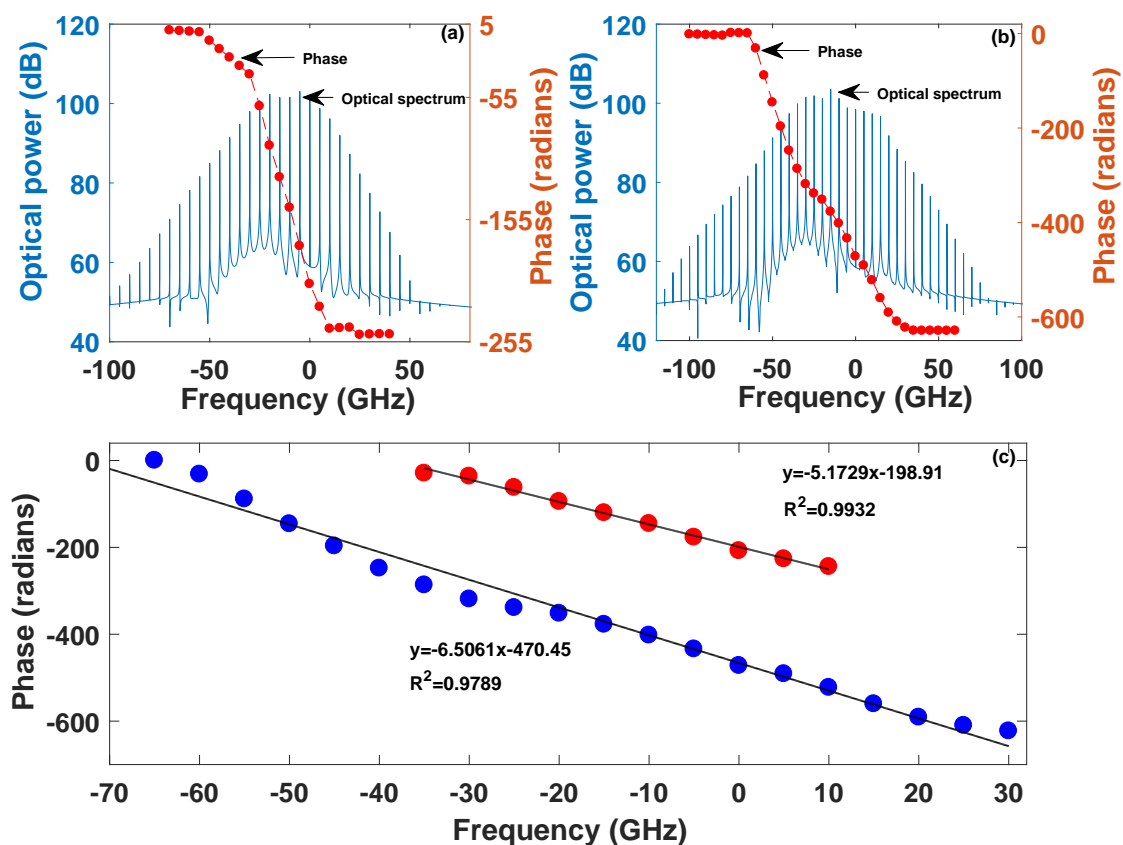 (a)
120
100
80
60
40
Optical power (dB)
Phase
Optical spectrum
5
-55
-155
-255
Phase (radians)
-100
-50
0
50
Frequency (GHz)
(b)
120
100
80
60
40
Optical power (dB)
Phase
Optical spectrum
0
-200
-400
-600
Phase (radians)
-100
-50
0
50
100
Frequency (GHz)
(c)
0
-200
-400
-600
Phase (radians)
y=-5.1729x-198.91
R²=0.9932
y=-6.5061x-470.45
R²=0.9789
-70
-60
-50
-40
-30
-20
-10
0
10
20
30
Frequency (GHz)